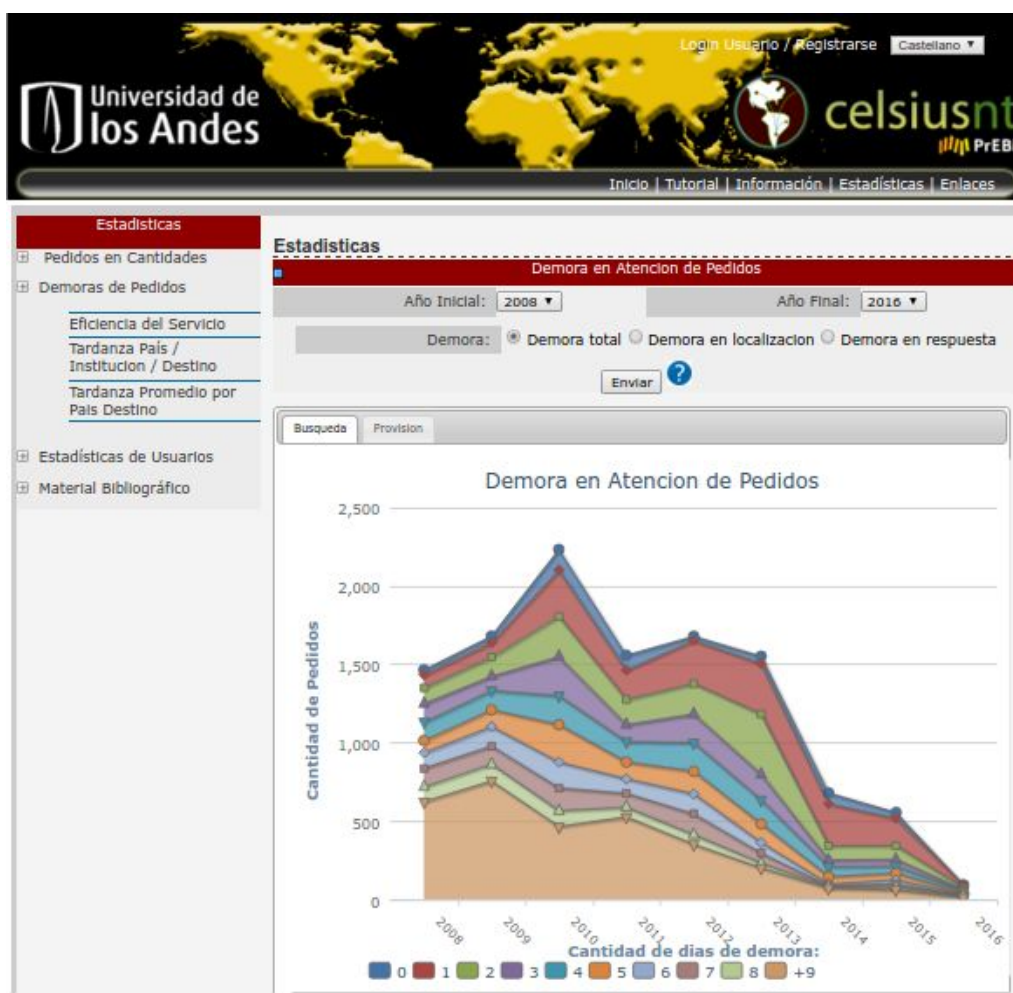 Login Usuario / Registrarse Castellano
Universidad de
los Andes
celsiusnt
PrEB
Inicio | Tutorial | Información | Estadísticas | Enlaces
Estadisticas
Pedidos en Cantidades
Demoras de Pedidos
Eficiencia del Servicio
Tardanza País /
Institucion / Destino
Tardanza Promedio por
Pais Destino
Estadísticas de Usuarios
Material Bibliográfico
Estadisticas
Demora en Atencion de Pedidos
Año Inicial: 2008 Año Final: 2016
Demora: Demora total Demora en localizacion Demora en respuesta
Enviar ?
Busqueda Provision
Demora en Atencion de Pedidos
Cantidad de Pedidos
2,500
2,000
1,500
1,000
500
0
2008 2009 2010 2011 2012 2013 2014 2015 2016
Cantidad de dias de demora:
0 1 2 3 4 5 6 7 8 +9